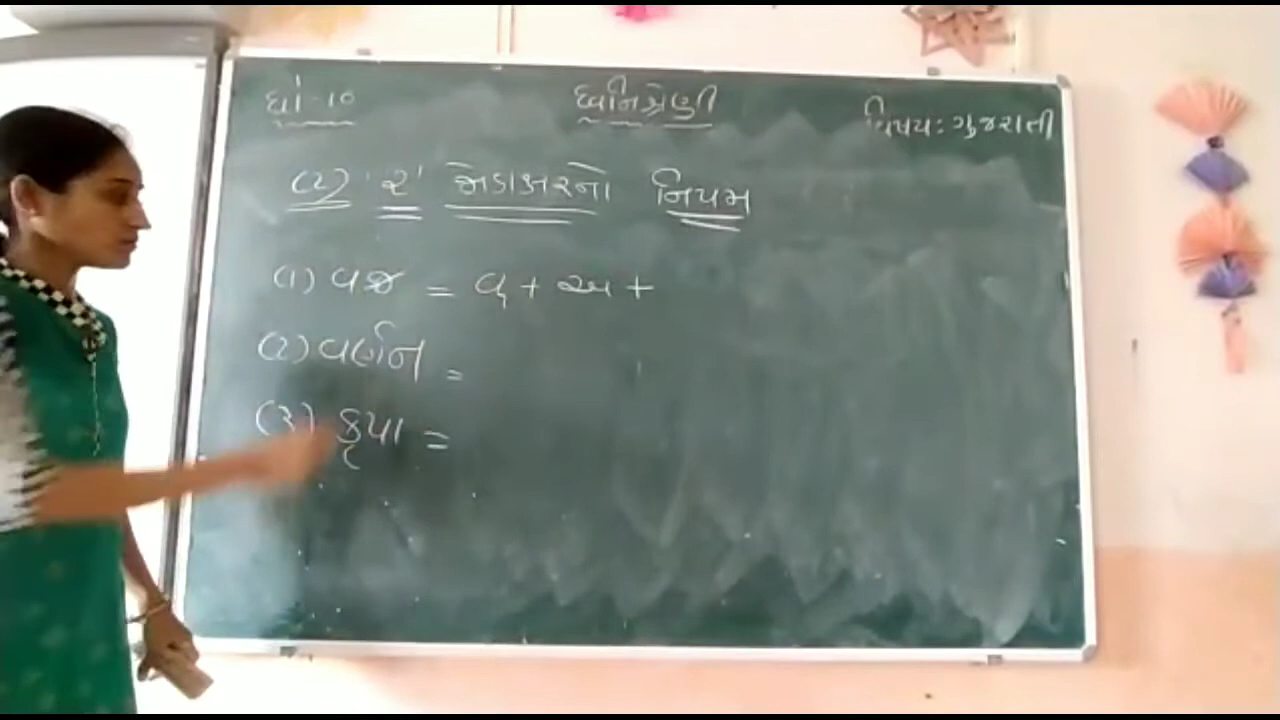 ધો-૧૦ ધ્વનિશ્રેણી વિષય: ગુજરાતી
(૨) 'ર' જોડાક્ષરનો નિયમ
(૧) વજ્ર = વ્ + અ +
(૨) વર્ણન =
(૩) કૃપા =